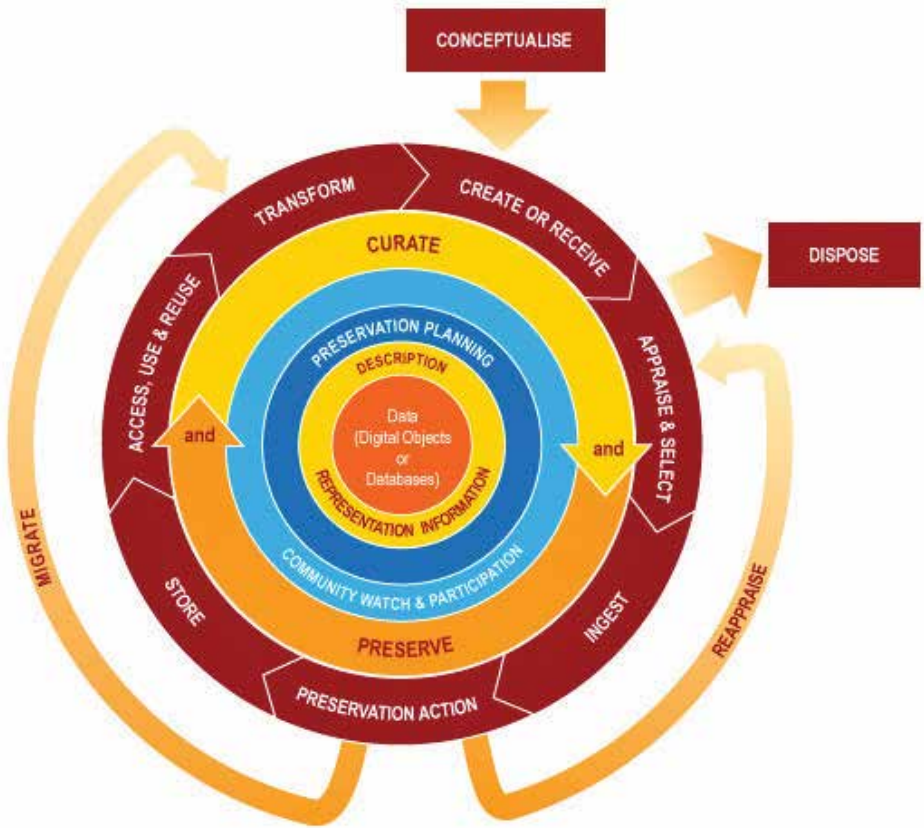 CONCEPTUALISE
TRANSFORM
CREATE OR RECEIVE
CURATE
DISPOSE
ACCESS, USE & REUSE
PRESERVATION PLANNING
APPRAISE & SELECT
DESCRIPTION
Data
(Digital Objects
or
Databases)
and
and
REPRESENTATION INFORMATION
COMMUNITY WATCH & PARTICIPATION
MIGRATE
STORE
INGEST
REAPPRAISE
PRESERVE
PRESERVATION ACTION